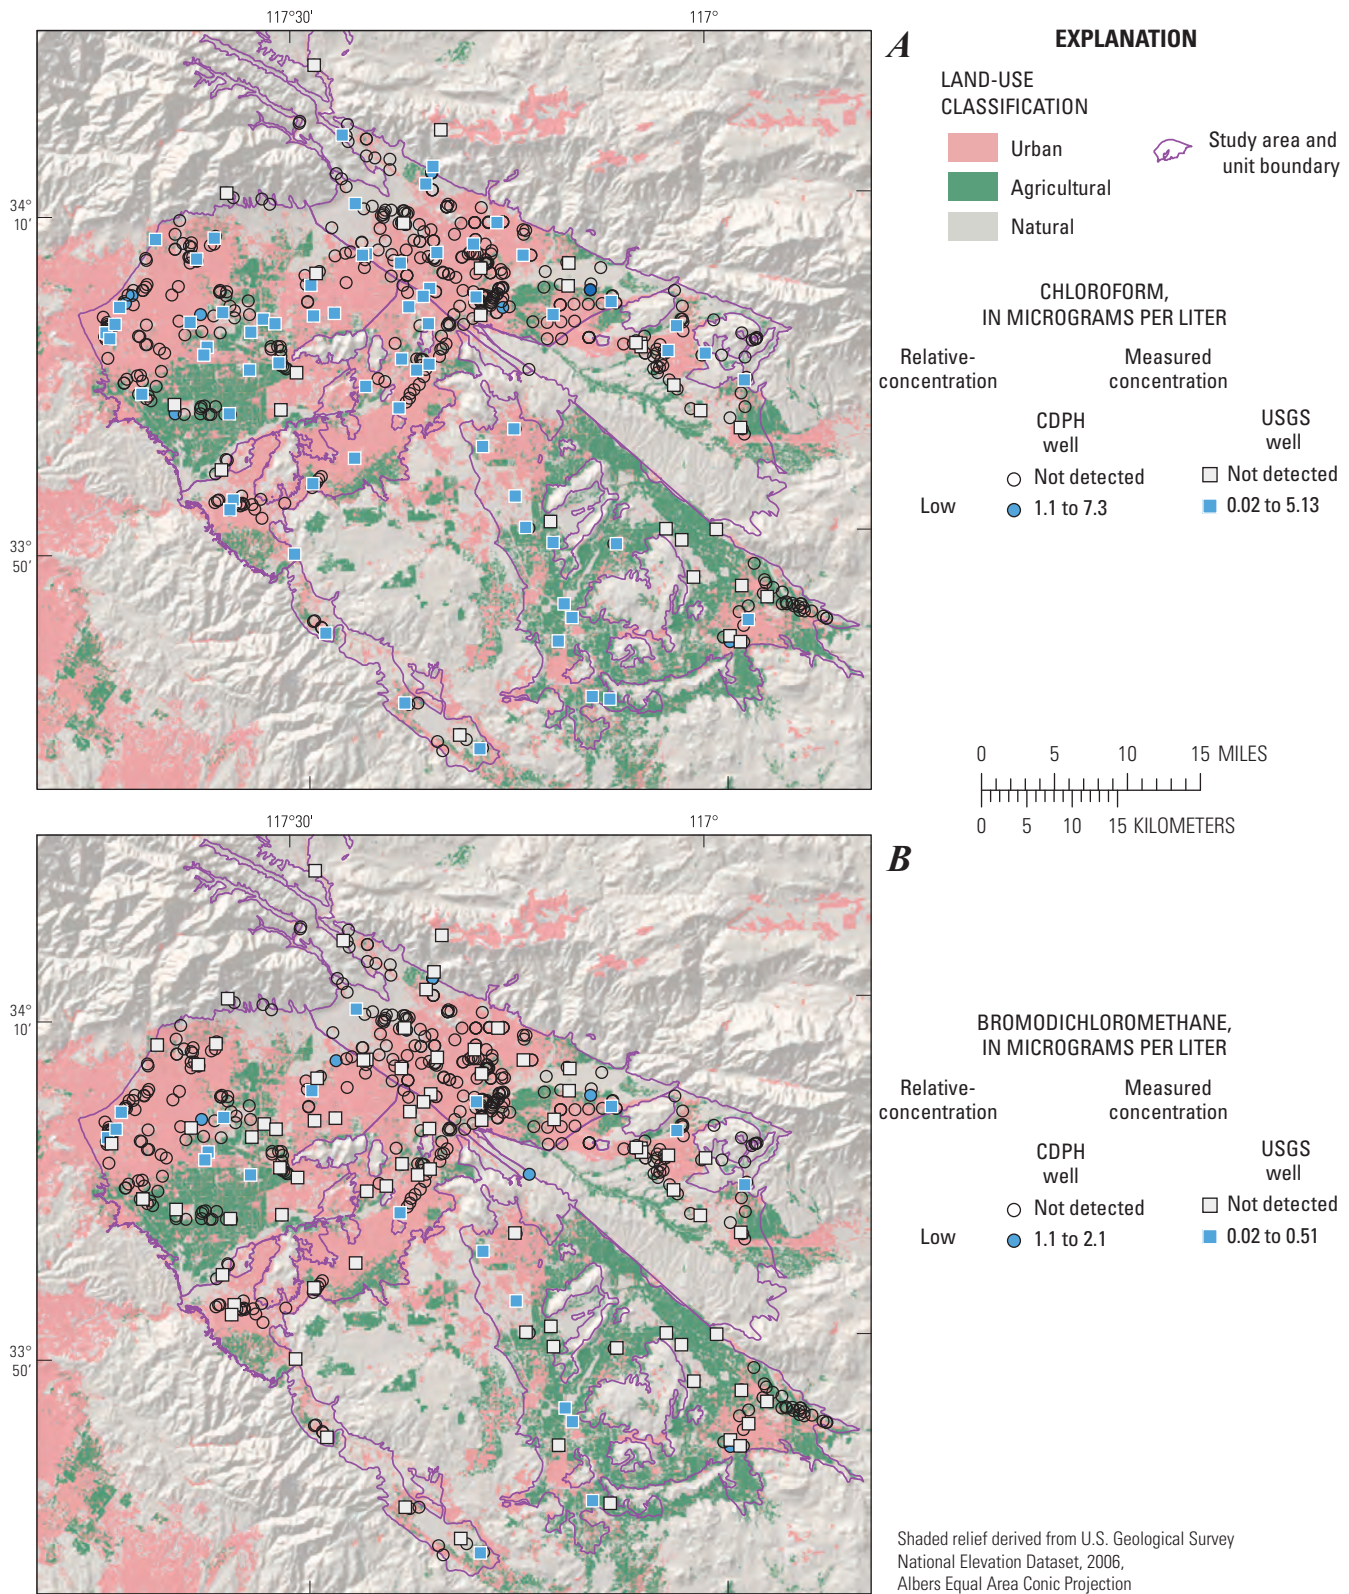 117°30'
117°
A
34°
10'
33°
50'
EXPLANATION
LAND-USE
CLASSIFICATION
Urban
Agricultural
Natural
Study area and
unit boundary
CHLOROFORM,
IN MICROGRAMS PER LITER
Relative-
concentration
Measured
concentration
CDPH
well
USGS
well
Not detected
Not detected
Low
1.1 to 7.3
0.02 to 5.13
0 5 10 15 MILES
0 5 10 15 KILOMETERS
117°30'
117°
B
34°
10'
33°
50'
BROMODICHLOROMETHANE,
IN MICROGRAMS PER LITER
Relative-
concentration
Measured
concentration
CDPH
well
USGS
well
Not detected
Not detected
Low
1.1 to 2.1
0.02 to 0.51
Shaded relief derived from U.S. Geological Survey
National Elevation Dataset, 2006,
Albers Equal Area Conic Projection